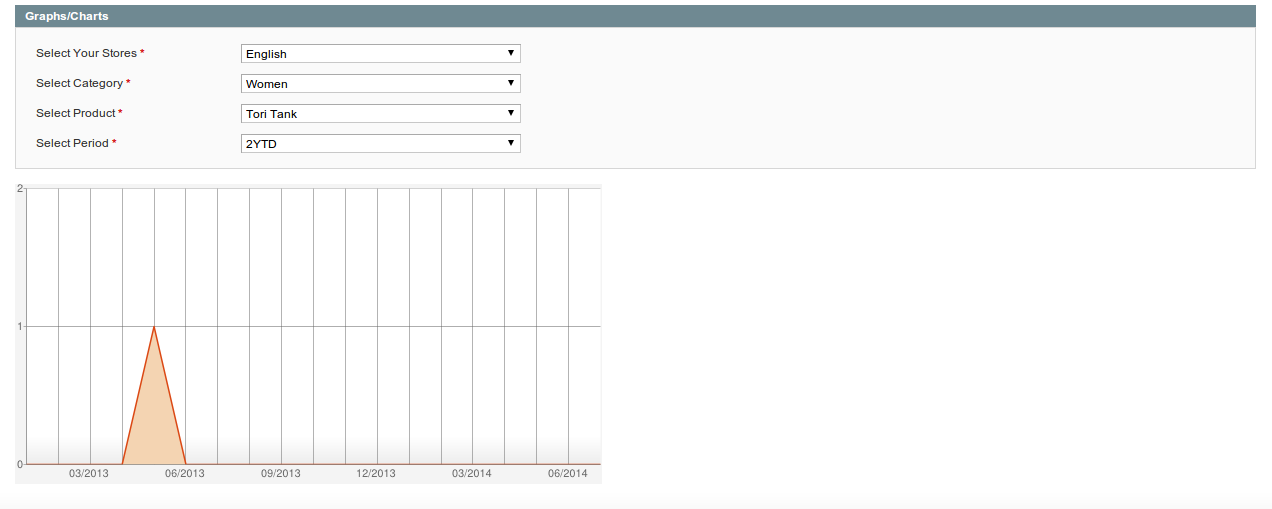 Graphs/Charts
Select Your Stores * English
Select Category * Women
Select Product * Tori Tank
Select Period * 2YTD
2
1
0
03/2013 06/2013 09/2013 12/2013 03/2014 06/2014